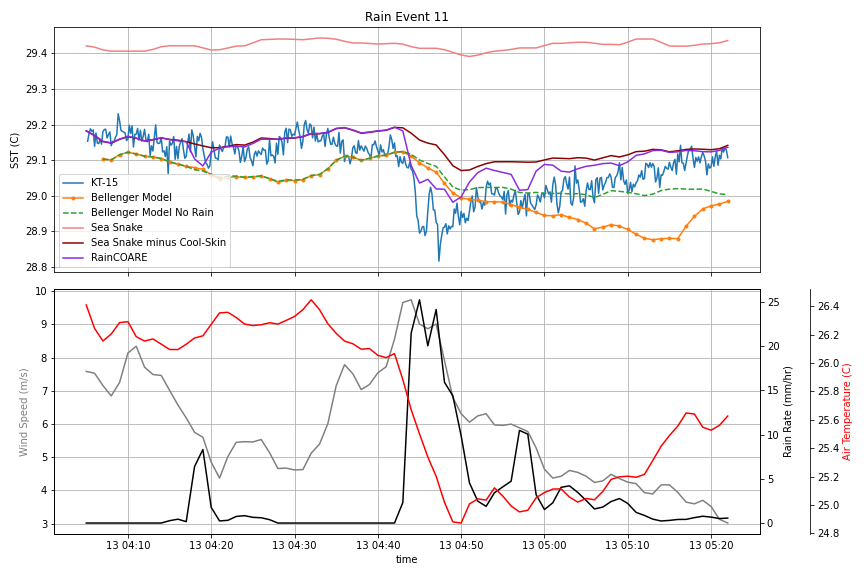 Rain Event 11
SST (C)
29.4
29.3
29.2
29.1
29.0
28.9
28.8
KT-15
Bellenger Model
Bellenger Model No Rain
Sea Snake
Sea Snake minus Cool-Skin
RainCOARE
Wind Speed (m/s)
10
9
8
7
6
5
4
3
25
20
15
10
5
0
Rain Rate (mm/hr)
26.4
26.2
26.0
25.8
25.6
25.4
25.2
25.0
24.8
Air Temperature (C)
13 04:10 13 04:20 13 04:30 13 04:40 13 04:50 13 05:00 13 05:10 13 05:20
time